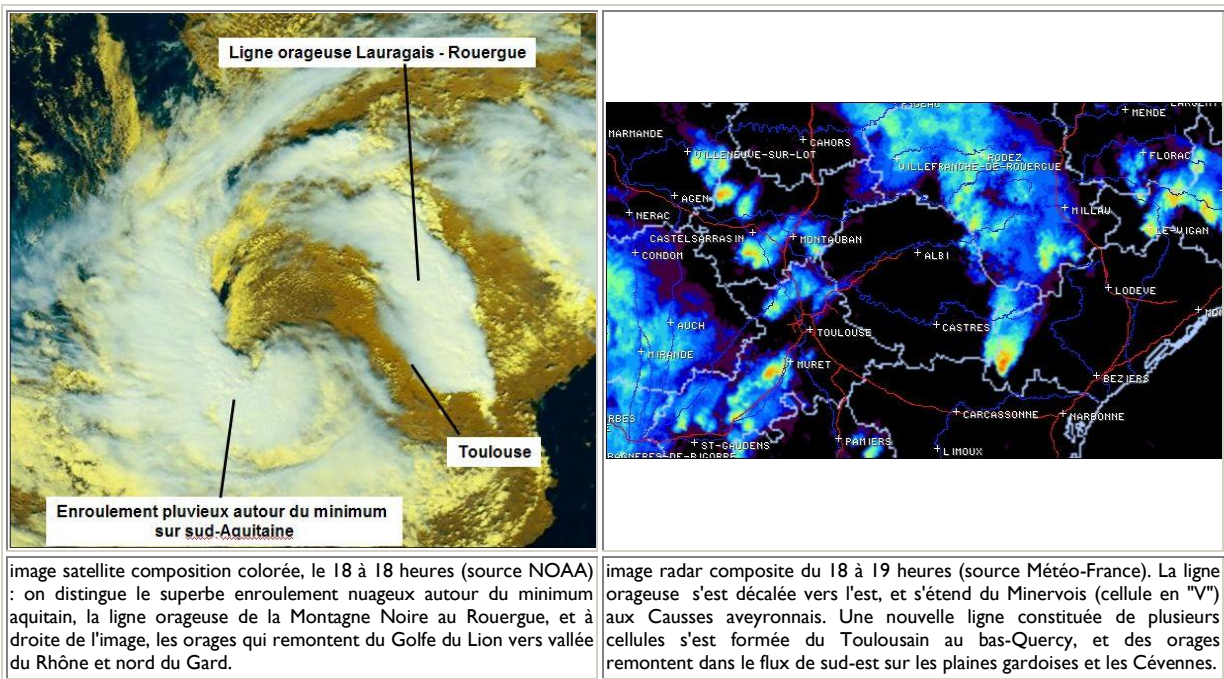 Ligne orageuse Lauragais - Rouergue
Toulouse
Enroulement pluvieux autour du minimum
sur sud-Aquitaine
MENDE
MARMANDE
CAHORS
VILLENEUVE-SUR-LOT
RODEZ
VILLEFRANCHE-DE-ROUERGUE
FLORAC
AGEN
NERAC
MILLAU
LE-VIGAN
CASTELSARRASIN
MONTAUBAN
CONDOM
ALBI
LODEVE
AUCH
TOULOUSE
CASTRES
MIRANDE
MURET
BEZIERS
CARCASSONNE
NARBONNE
ST-GAUDENS
PAMIERS
LIMOUX
BAGNERES-DE-BIGORRE
image satellite composition colorée, le 18 à 18 heures (source NOAA)
: on distingue le superbe enroulement nuageux autour du minimum
aquitain, la ligne orageuse de la Montagne Noire au Rouergue, et à
droite de l'image, les orages qui remontent du Golfe du Lion vers vallée
du Rhône et nord du Gard.
image radar composite du 18 à 19 heures (source Météo-France). La ligne
orageuse s'est décalée vers l'est, et s'étend du Minervois (cellule en "V")
aux Causses aveyronnais. Une nouvelle ligne constituée de plusieurs
cellules s'est formée du Toulousain au bas-Quercy, et des orages
remontent dans le flux de sud-est sur les plaines gardoises et les Cévennes.